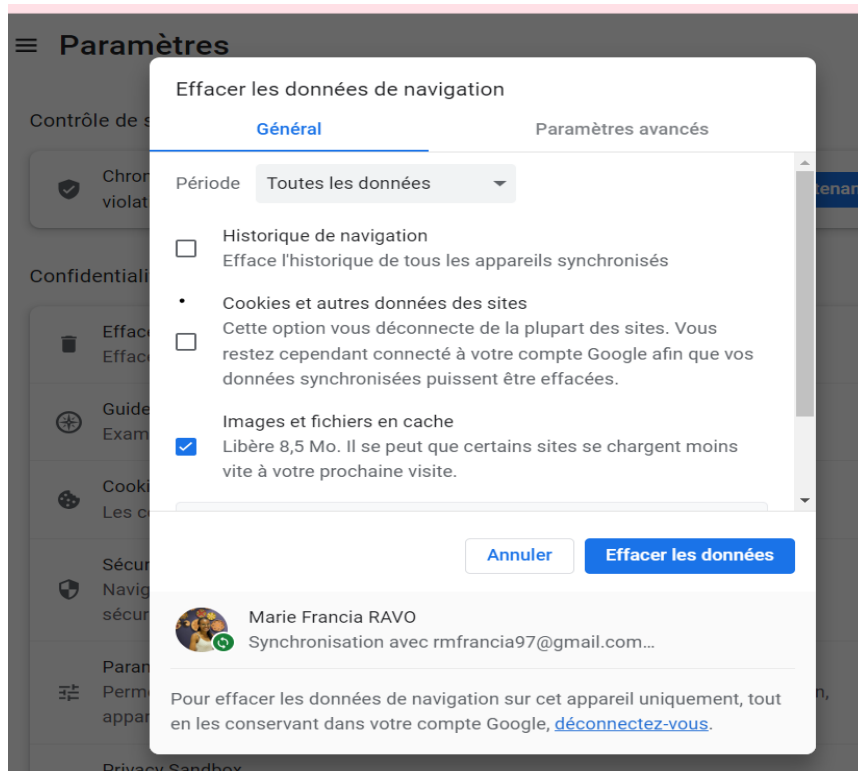 Paramètres
Effacer les données de navigation
Contrôle de s
Général Paramètres avancés
Chrom
violat
Période Toutes les données
tenan
Historique de navigation
Efface l'historique de tous les appareils synchronisés
Confidentiali
• Cookies et autres données des sites
Cette option vous déconnecte de la plupart des sites. Vous
restez cependant connecté à votre compte Google afin que vos
données synchronisées puissent être effacées.
Efface
Efface
Guide
Exam
Images et fichiers en cache
Libère 8,5 Mo. Il se peut que certains sites se chargent moins
vite à votre prochaine visite.
Cooki
Les c
Annuler Effacer les données
Sécur
Navig
sécur
Marie Francia RAVO
Synchronisation avec rmfrancia97@gmail.com...
Param
Perme
appar
n,
Pour effacer les données de navigation sur cet appareil uniquement, tout
en les conservant dans votre compte Google, déconnectez-vous.
Privacy Sandbox